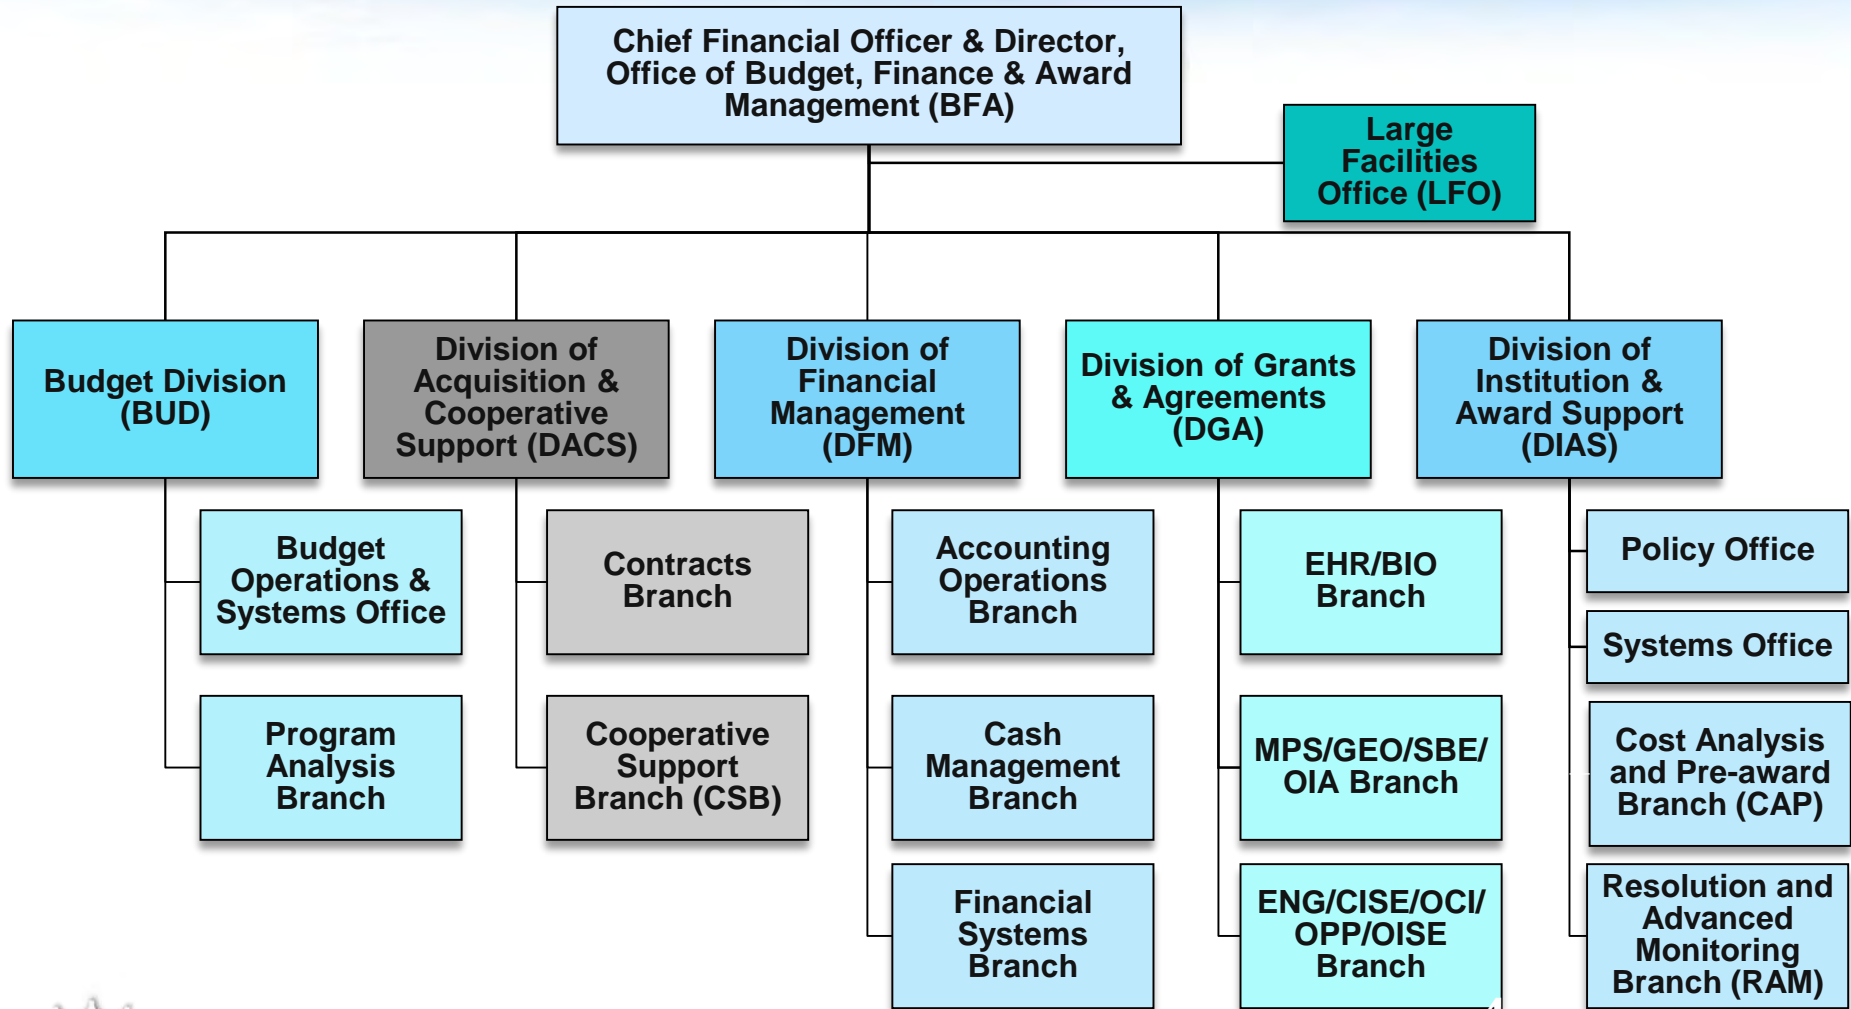 Chief Financial Officer & Director,
Office of Budget, Finance & Award
Management (BFA)
Large
Facilities
Office (LFO)
Budget Division
(BUD)
Division of
Acquisition &
Cooperative
Support (DACS)
Division of
Financial
Management
(DFM)
Division of Grants
& Agreements
(DGA)
Division of
Institution &
Award Support
(DIAS)
Budget
Operations &
Systems Office
Program
Analysis
Branch
Contracts
Branch
Cooperative
Support
Branch (CSB)
Accounting
Operations
Branch
Cash
Management
Branch
Financial
Systems
Branch
EHR/BIO
Branch
MPS/GEO/SBE/
OIA Branch
ENG/CISE/OCI/
OPP/OISE
Branch
Policy Office
Systems Office
Cost Analysis
and Pre-award
Branch (CAP)
Resolution and
Advanced
Monitoring
Branch (RAM)